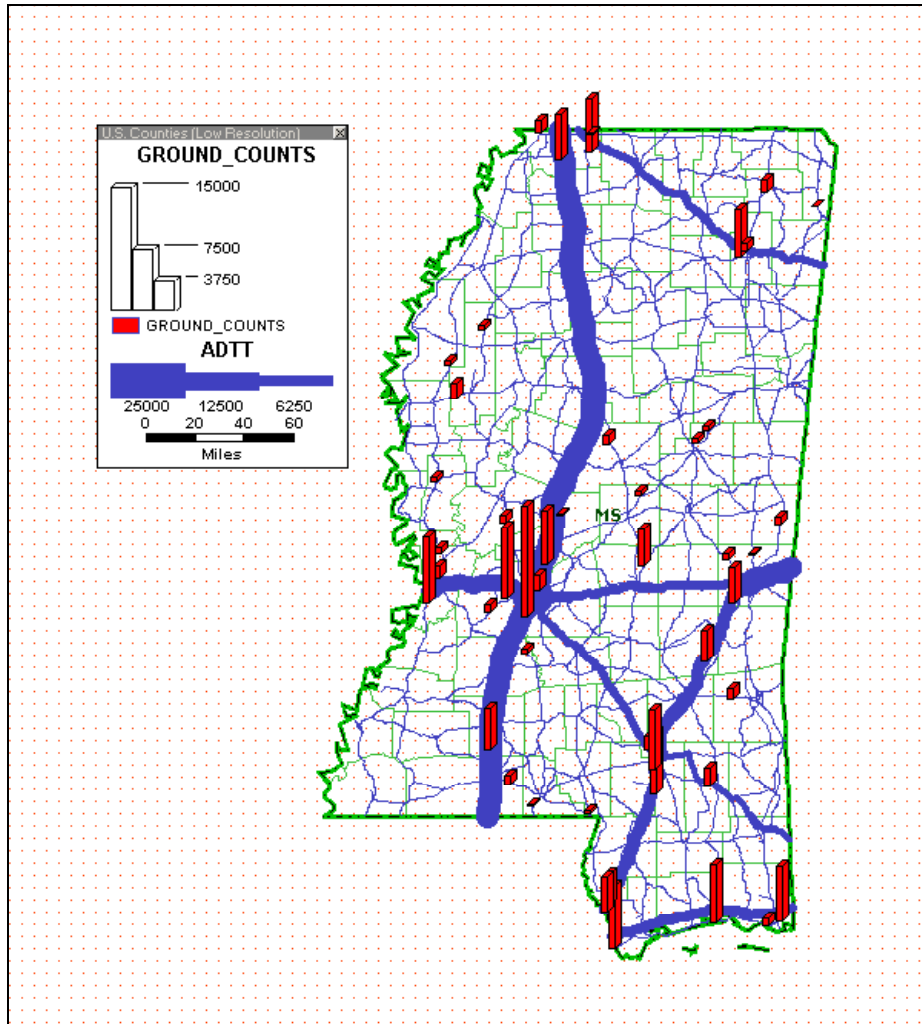 U.S. Counties (Low Resolution)
GROUND_COUNTS
15000
7500
3750
GROUND_COUNTS
ADTT
25000 12500 6250
0 20 40 60
Miles
MS